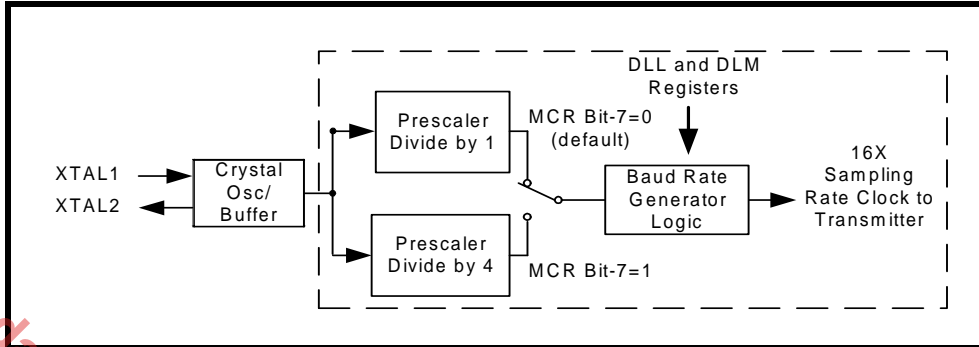 DLL and DLM
Registers
Prescaler
Divide by 1
MCR Bit-7=0
(default)
XTAL1
XTAL2
Crystal
Osc/
Buffer
Baud Rate
Generator
Logic
16X
Sampling
Rate Clock to
Transmitter
Prescaler
Divide by 4
MCR Bit-7=1